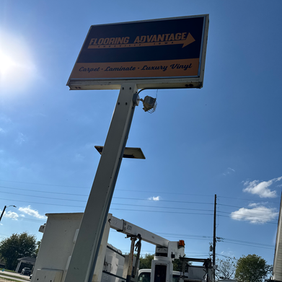 FLOORING ADVANTAGE
Carpet • Laminate • Luxury Vinyl